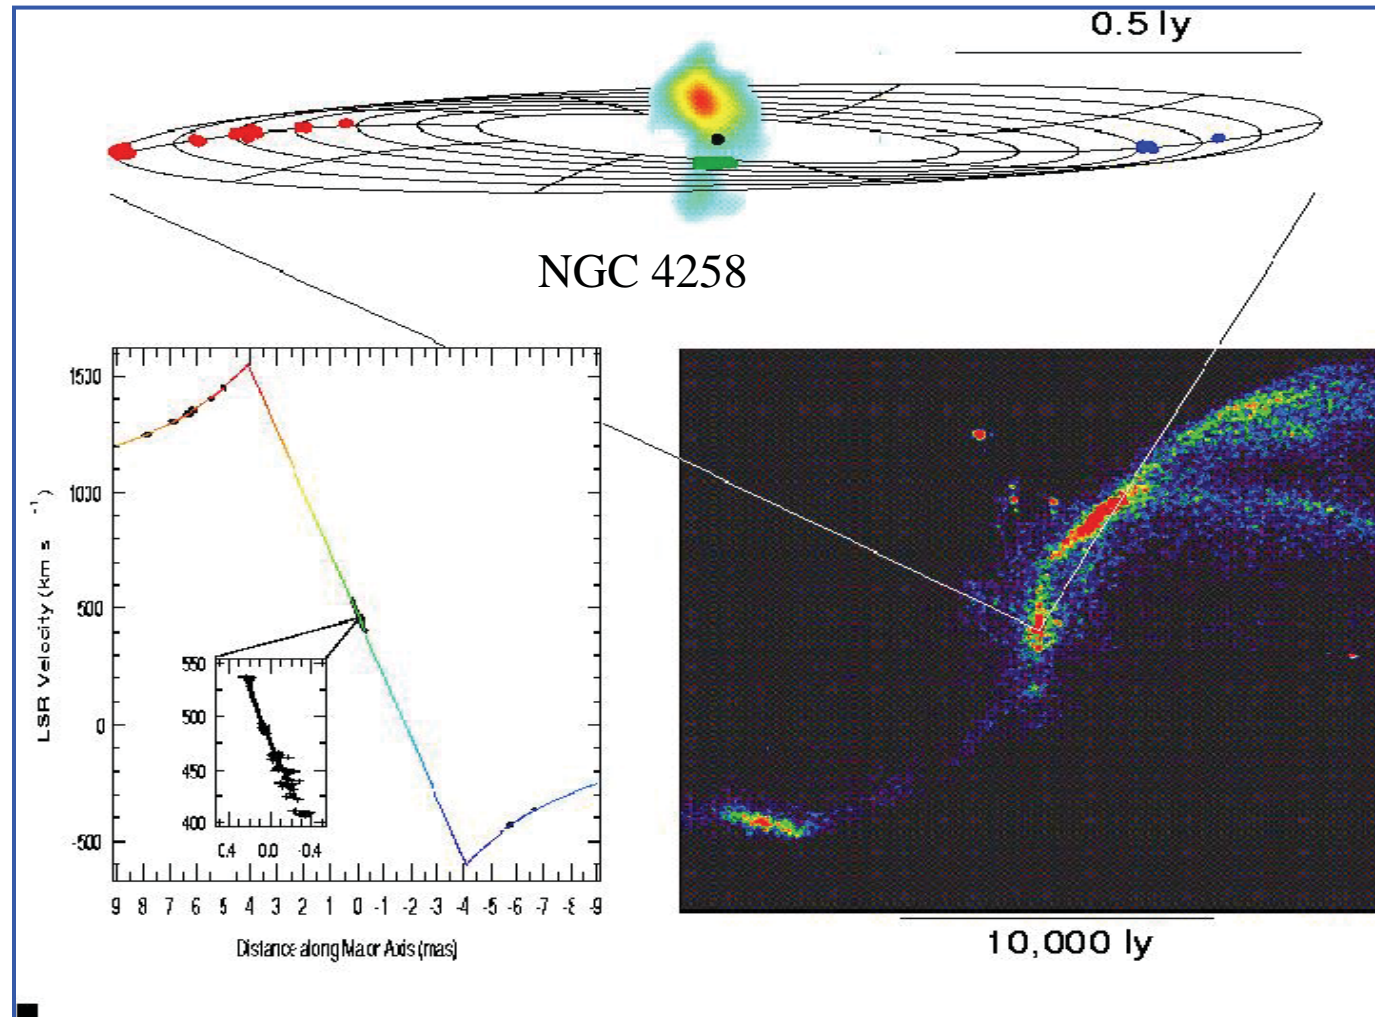 0.5 ly
NGC 4258
1500
1000
500
0
-500
LSR Velocity (km s⁻¹)
550
500
450
400
0.4 0.0 -0.4
9 8 7 6 5 4 3 2 1 0 -1 -2 -3 -4 -5 -6 -7 -8 -9
Distance along Major Axis (mas)
10,000 ly